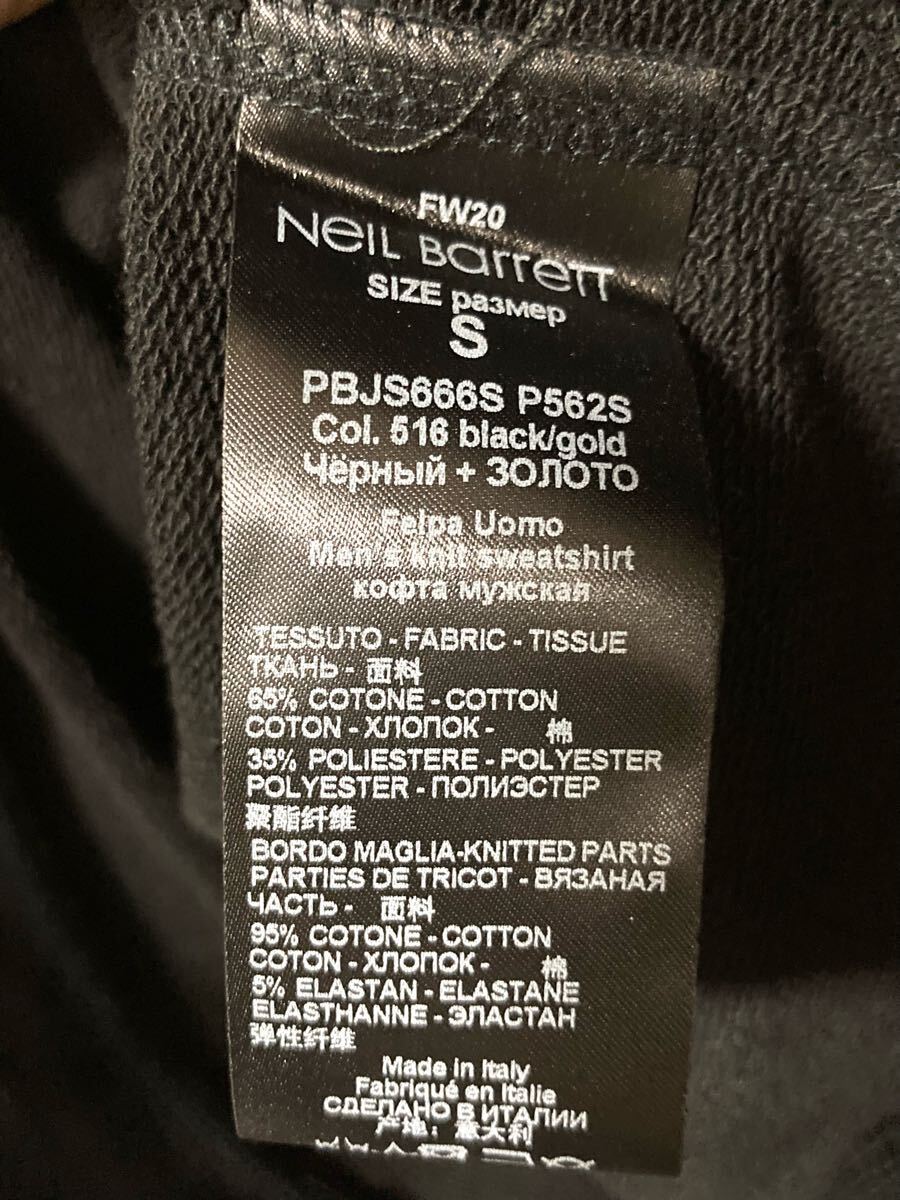 FW20
NeIL BarreTT
SIZE размер
S
PBJS666S P562S
Col. 516 black/gold
Чёрный + ЗОЛОТО
Felpa Uomo
Men's knit sweatshirt
кофта мужская
TESSUTO - FABRIC - TISSUE
ТКАНЬ - 面料
65% COTONE - COTTON
COTON - ХЛОПОК - 棉
35% POLIESTERE - POLYESTER
POLYESTER - ПОЛИЭСТЕР
聚酯纤维
BORDO MAGLIA-KNITTED PARTS
PARTIES DE TRICOT - ВЯЗАНАЯ
ЧАСТЬ - 面料
95% COTONE - COTTON
COTON - ХЛОПОК - 棉
5% ELASTAN - ELASTANE
ELASTHANNE - ЭЛАСТАН
弹性纤维
Made in Italy
Fabriqué en Italie
СДЕЛАНО В ИТАЛИИ
产地: 意大利